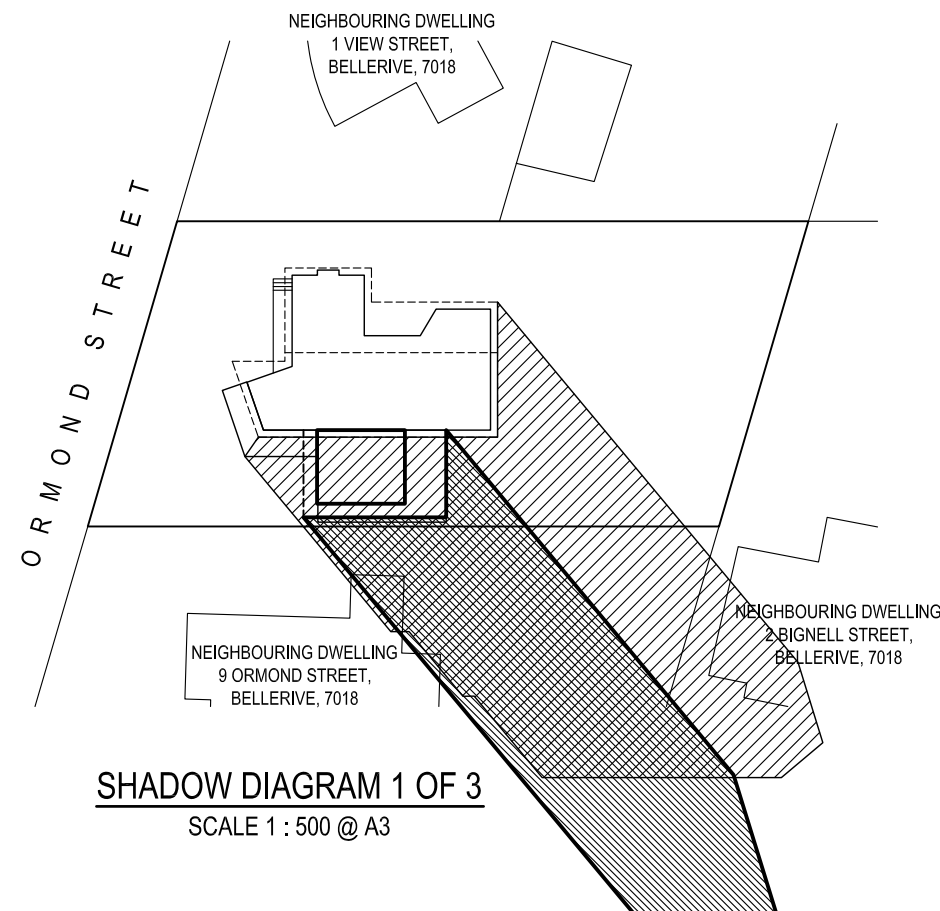 NEIGHBOURING DWELLING
1 VIEW STREET,
BELLERIVE, 7018
ORMOND STREET
NEIGHBOURING DWELLING
2 BIGNELL STREET,
BELLERIVE, 7018
NEIGHBOURING DWELLING
9 ORMOND STREET,
BELLERIVE, 7018
SHADOW DIAGRAM 1 OF 3
SCALE 1 : 500 @ A3